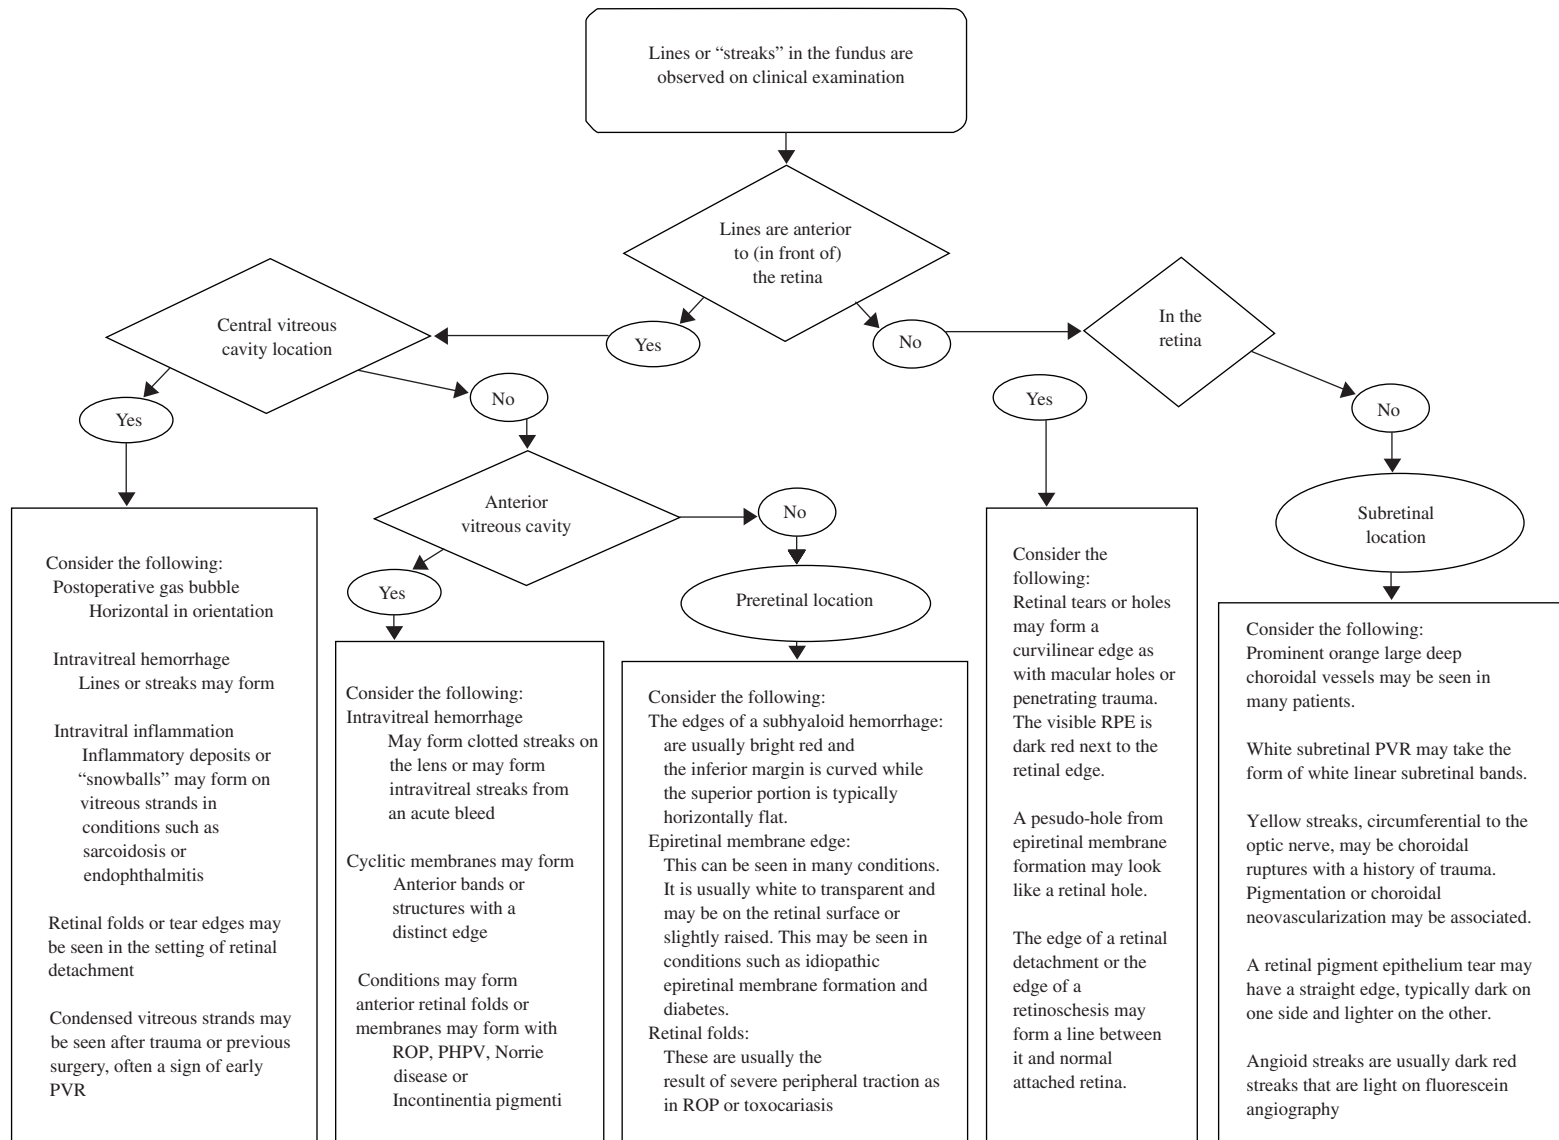 Lines or “streaks” in the fundus are
observed on clinical examination
Lines are anterior
to (in front of)
the retina
Yes
No
Central vitreous
cavity location
Yes
No
In the
retina
Yes
No
Anterior
vitreous cavity
Yes
No
Preretinal location
Subretinal
location
Consider the following:
Postoperative gas bubble
Horizontal in orientation
Intravitreal hemorrhage
Lines or streaks may form
Intravitral inflammation
Inflammatory deposits or
“snowballs” may form on
vitreous strands in
conditions such as
sarcoidosis or
endophthalmitis
Retinal folds or tear edges may
be seen in the setting of retinal
detachment
Condensed vitreous strands may
be seen after trauma or previous
surgery, often a sign of early
PVR
Consider the following:
Intravitreal hemorrhage
May form clotted streaks on
the lens or may form
intravitreal streaks from
an acute bleed
Cyclitic membranes may form
Anterior bands or
structures with a
distinct edge
Conditions may form
anterior retinal folds or
membranes may form with
ROP, PHPV, Norrie
disease or
Incontinentia pigmenti
Consider the following:
The edges of a subhyaloid hemorrhage:
are usually bright red and
the inferior margin is curved while
the superior portion is typically
horizontally flat.
Epiretinal membrane edge:
This can be seen in many conditions.
It is usually white to transparent and
may be on the retinal surface or
slightly raised. This may be seen in
conditions such as idiopathic
epiretinal membrane formation and
diabetes.
Retinal folds:
These are usually the
result of severe peripheral traction as
in ROP or toxocariasis
Consider the
following:
Retinal tears or holes
may form a
curvilinear edge as
with macular holes or
penetrating trauma.
The visible RPE is
dark red next to the
retinal edge.
A pesudo-hole from
epiretinal membrane
formation may look
like a retinal hole.
The edge of a retinal
detachment or the
edge of a
retinoschesis may
form a line between
it and normal
attached retina.
Consider the following:
Prominent orange large deep
choroidal vessels may be seen in
many patients.
White subretinal PVR may take the
form of white linear subretinal bands.
Yellow streaks, circumferential to the
optic nerve, may be choroidal
ruptures with a history of trauma.
Pigmentation or choroidal
neovascularization may be associated.
A retinal pigment epithelium tear may
have a straight edge, typically dark on
one side and lighter on the other.
Angioid streaks are usually dark red
streaks that are light on fluorescein
angiography